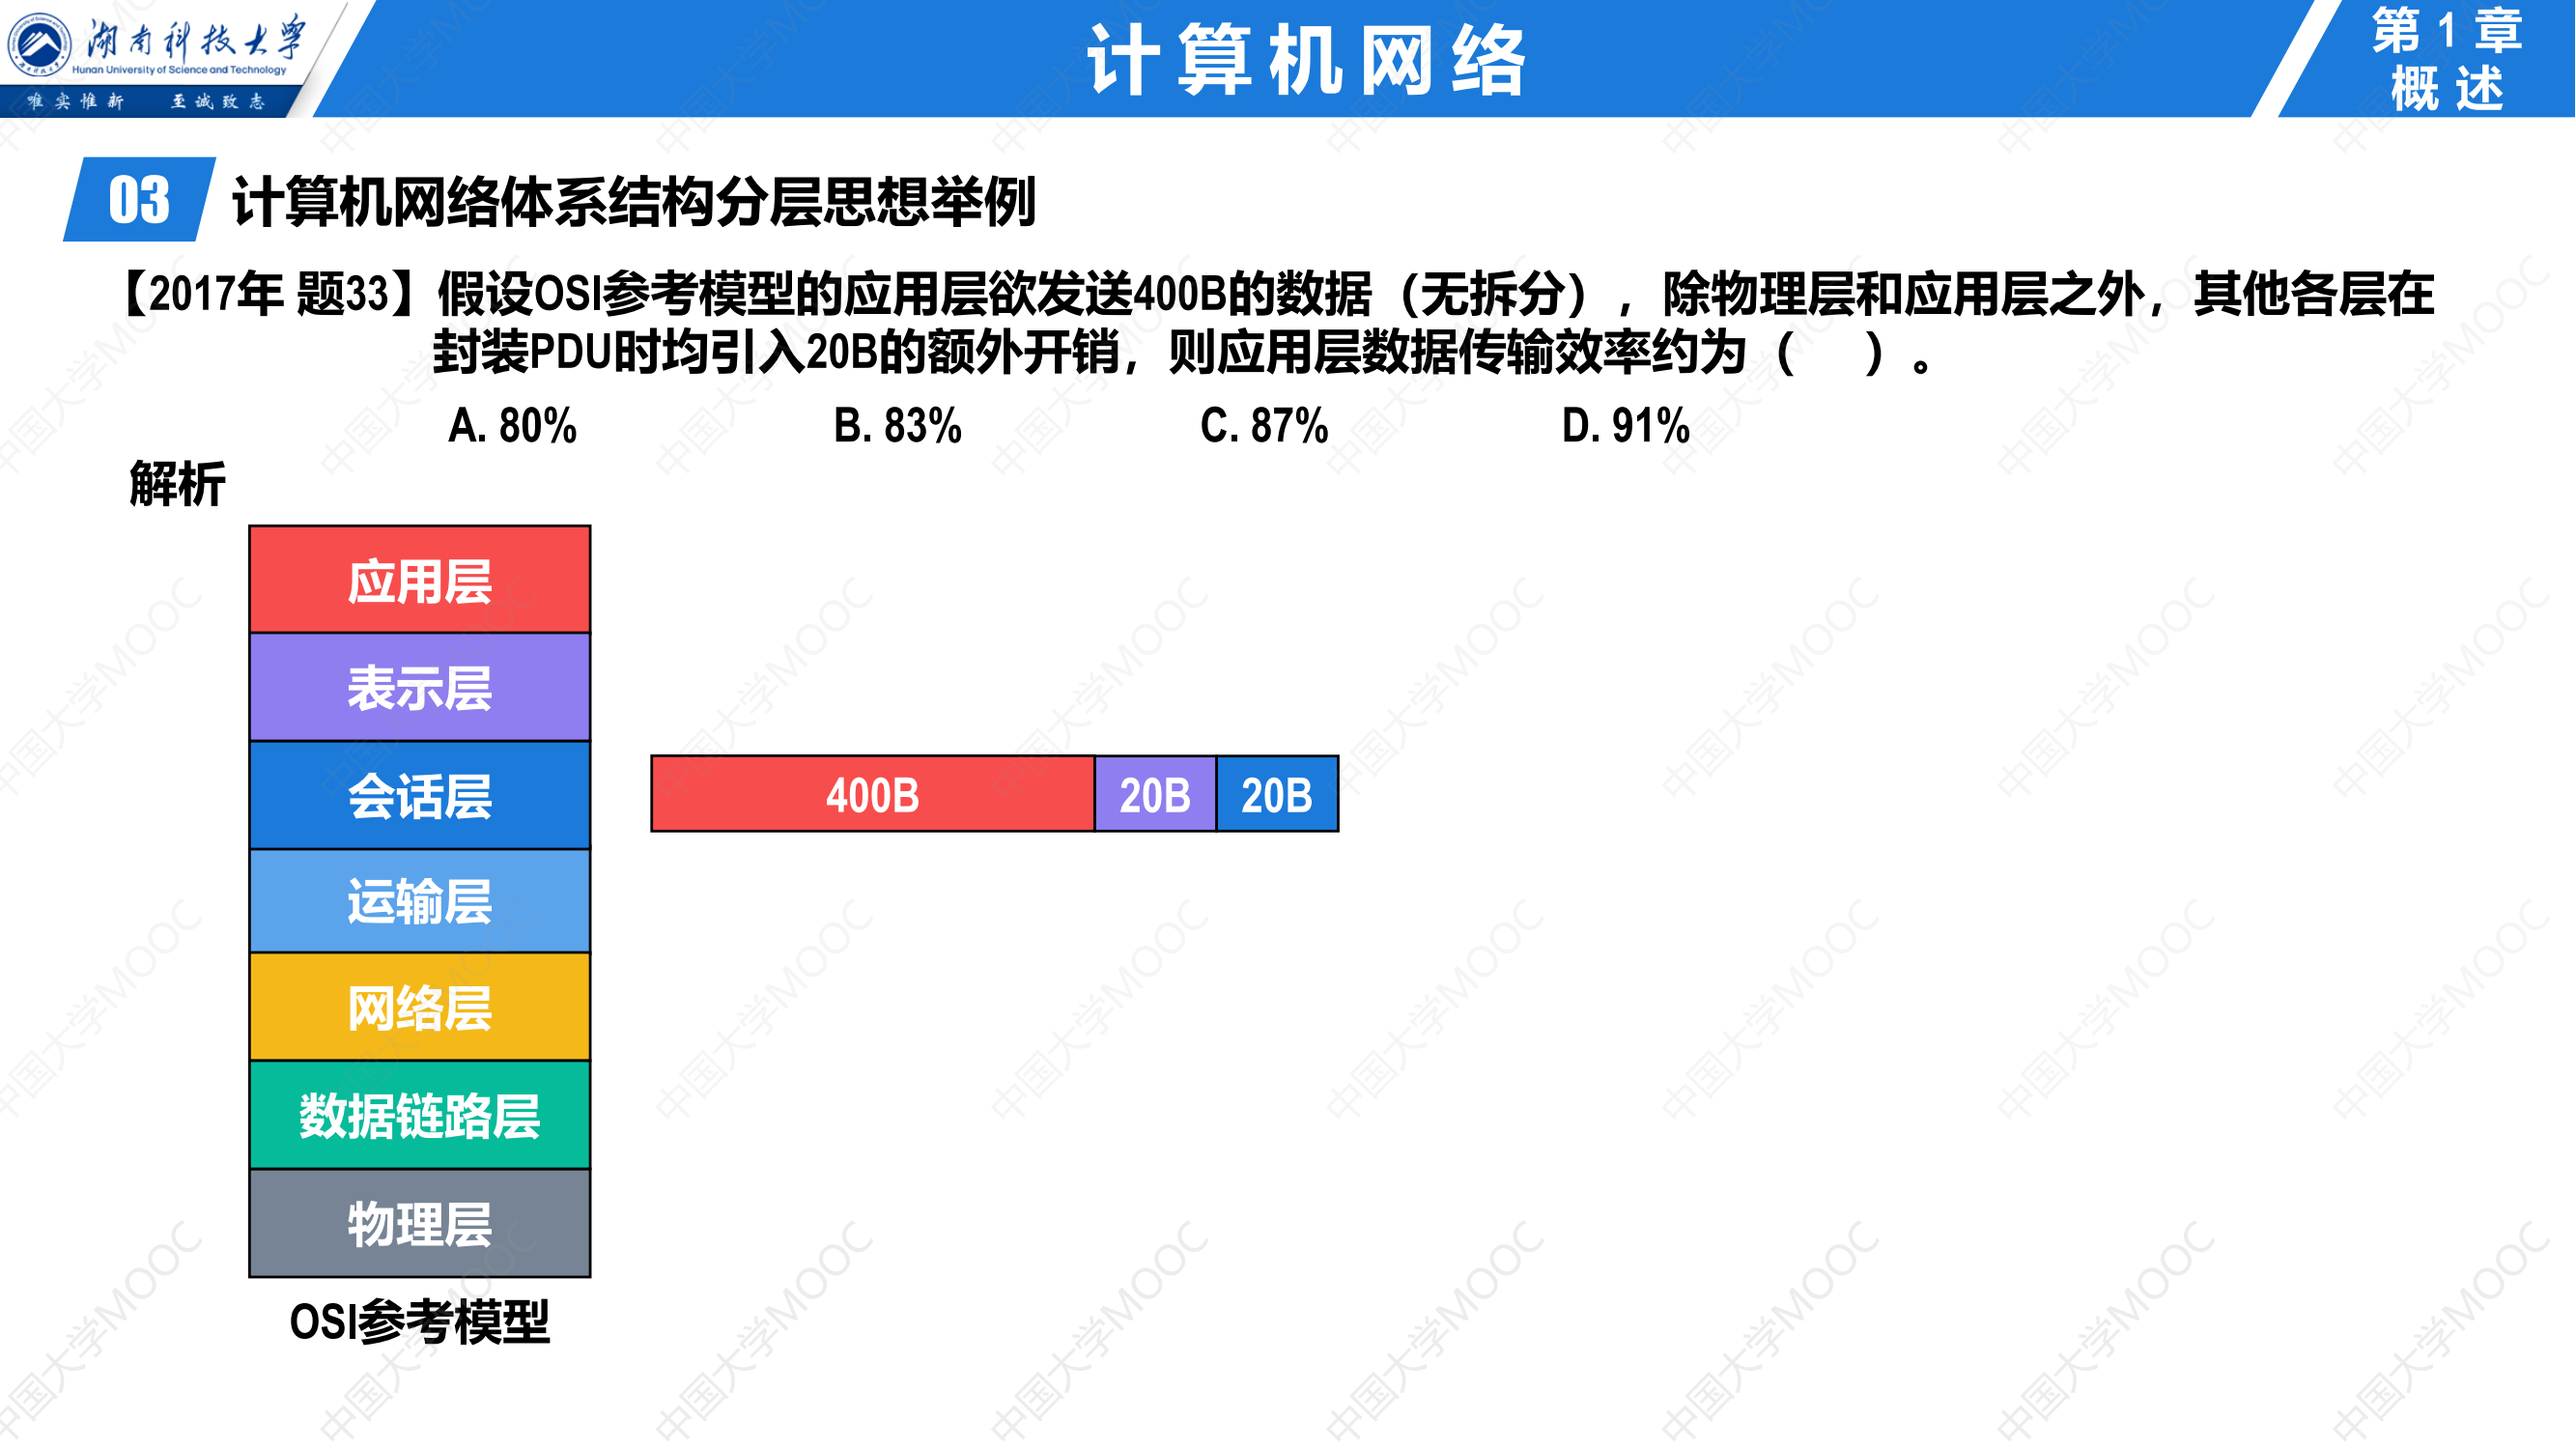 湖南科技大学
Hunan University of Science and Technology
唯实惟新 至诚致志
计算机网络
第1章
概述
03 计算机网络体系结构分层思想举例
【2017年 题33】假设OSI参考模型的应用层欲发送400B的数据（无拆分），除物理层和应用层之外，其他各层在
封装PDU时均引入20B的额外开销，则应用层数据传输效率约为（ ）。
A. 80% B. 83% C. 87% D. 91%
解析
应用层
表示层
会话层
400B 20B 20B
运输层
网络层
数据链路层
物理层
OSI参考模型
中国大学MOOC